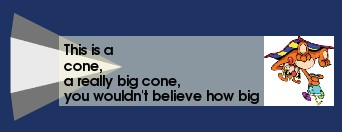 This is a
cone,
a really big cone,
you wouldn't believe how big